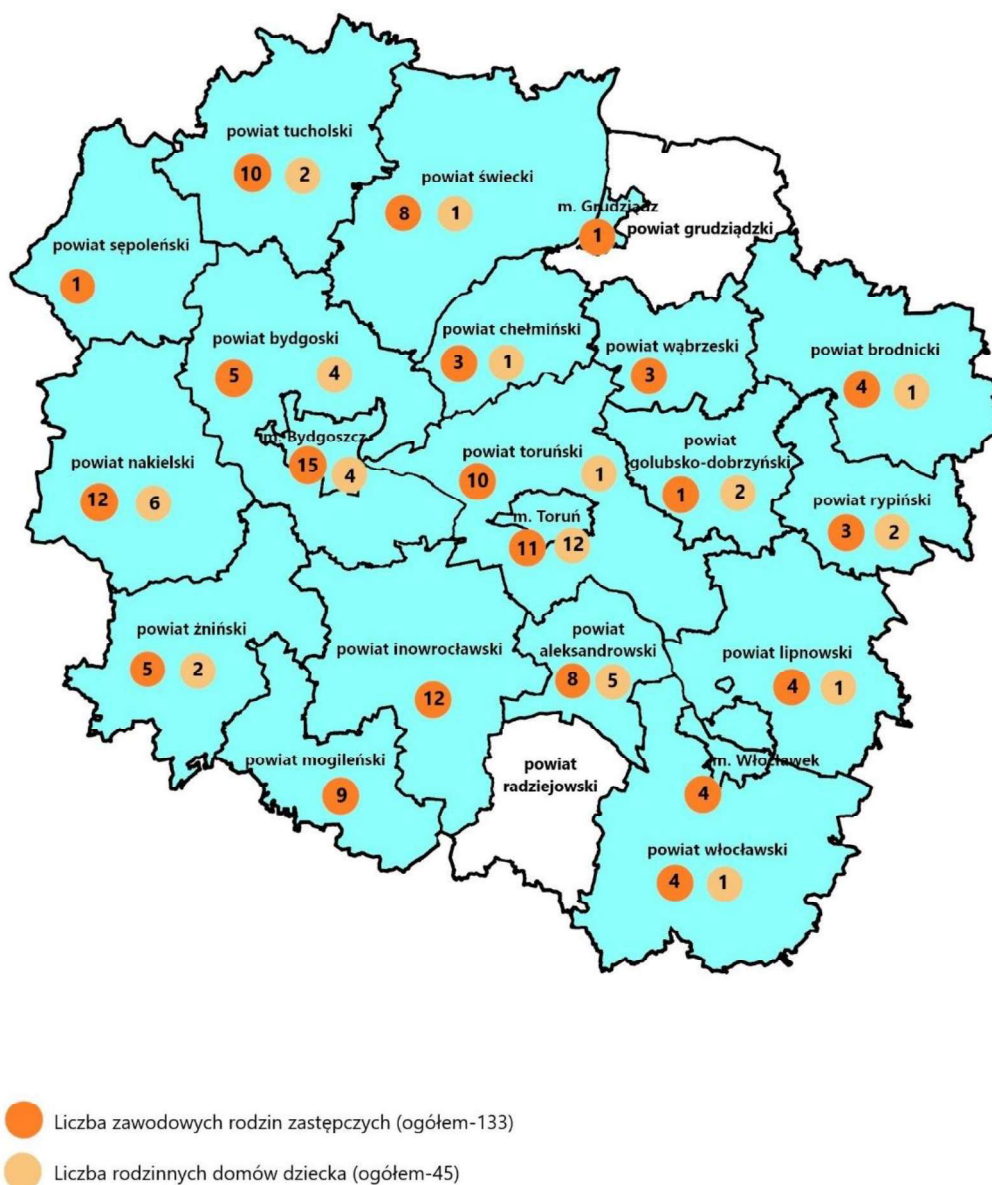 powiat tucholski
10 2
powiat świecki
8 1
m. Grudziądz
1
powiat grudziądzki
powiat sępoleński
1
powiat bydgoski
5 4
powiat chełmiński
3 1
powiat wąbrzeski
3
powiat brodnicki
4 1
m. Bydgoszcz
15 4
powiat nakielski
12 6
powiat toruński
10 1
m. Toruń
11 12
powiat
golubsko-dobrzyński
1 2
powiat rypiński
3 2
powiat żniński
5 2
powiat inowrocławski
12
powiat
aleksandrowski
8 5
powiat lipnowski
4 1
powiat mogileński
9
powiat
radziejowski
m. Włocławek
4
powiat włocławski
4 1
Liczba zawodowych rodzin zastępczych (ogółem-133)
Liczba rodzinnych domów dziecka (ogółem-45)